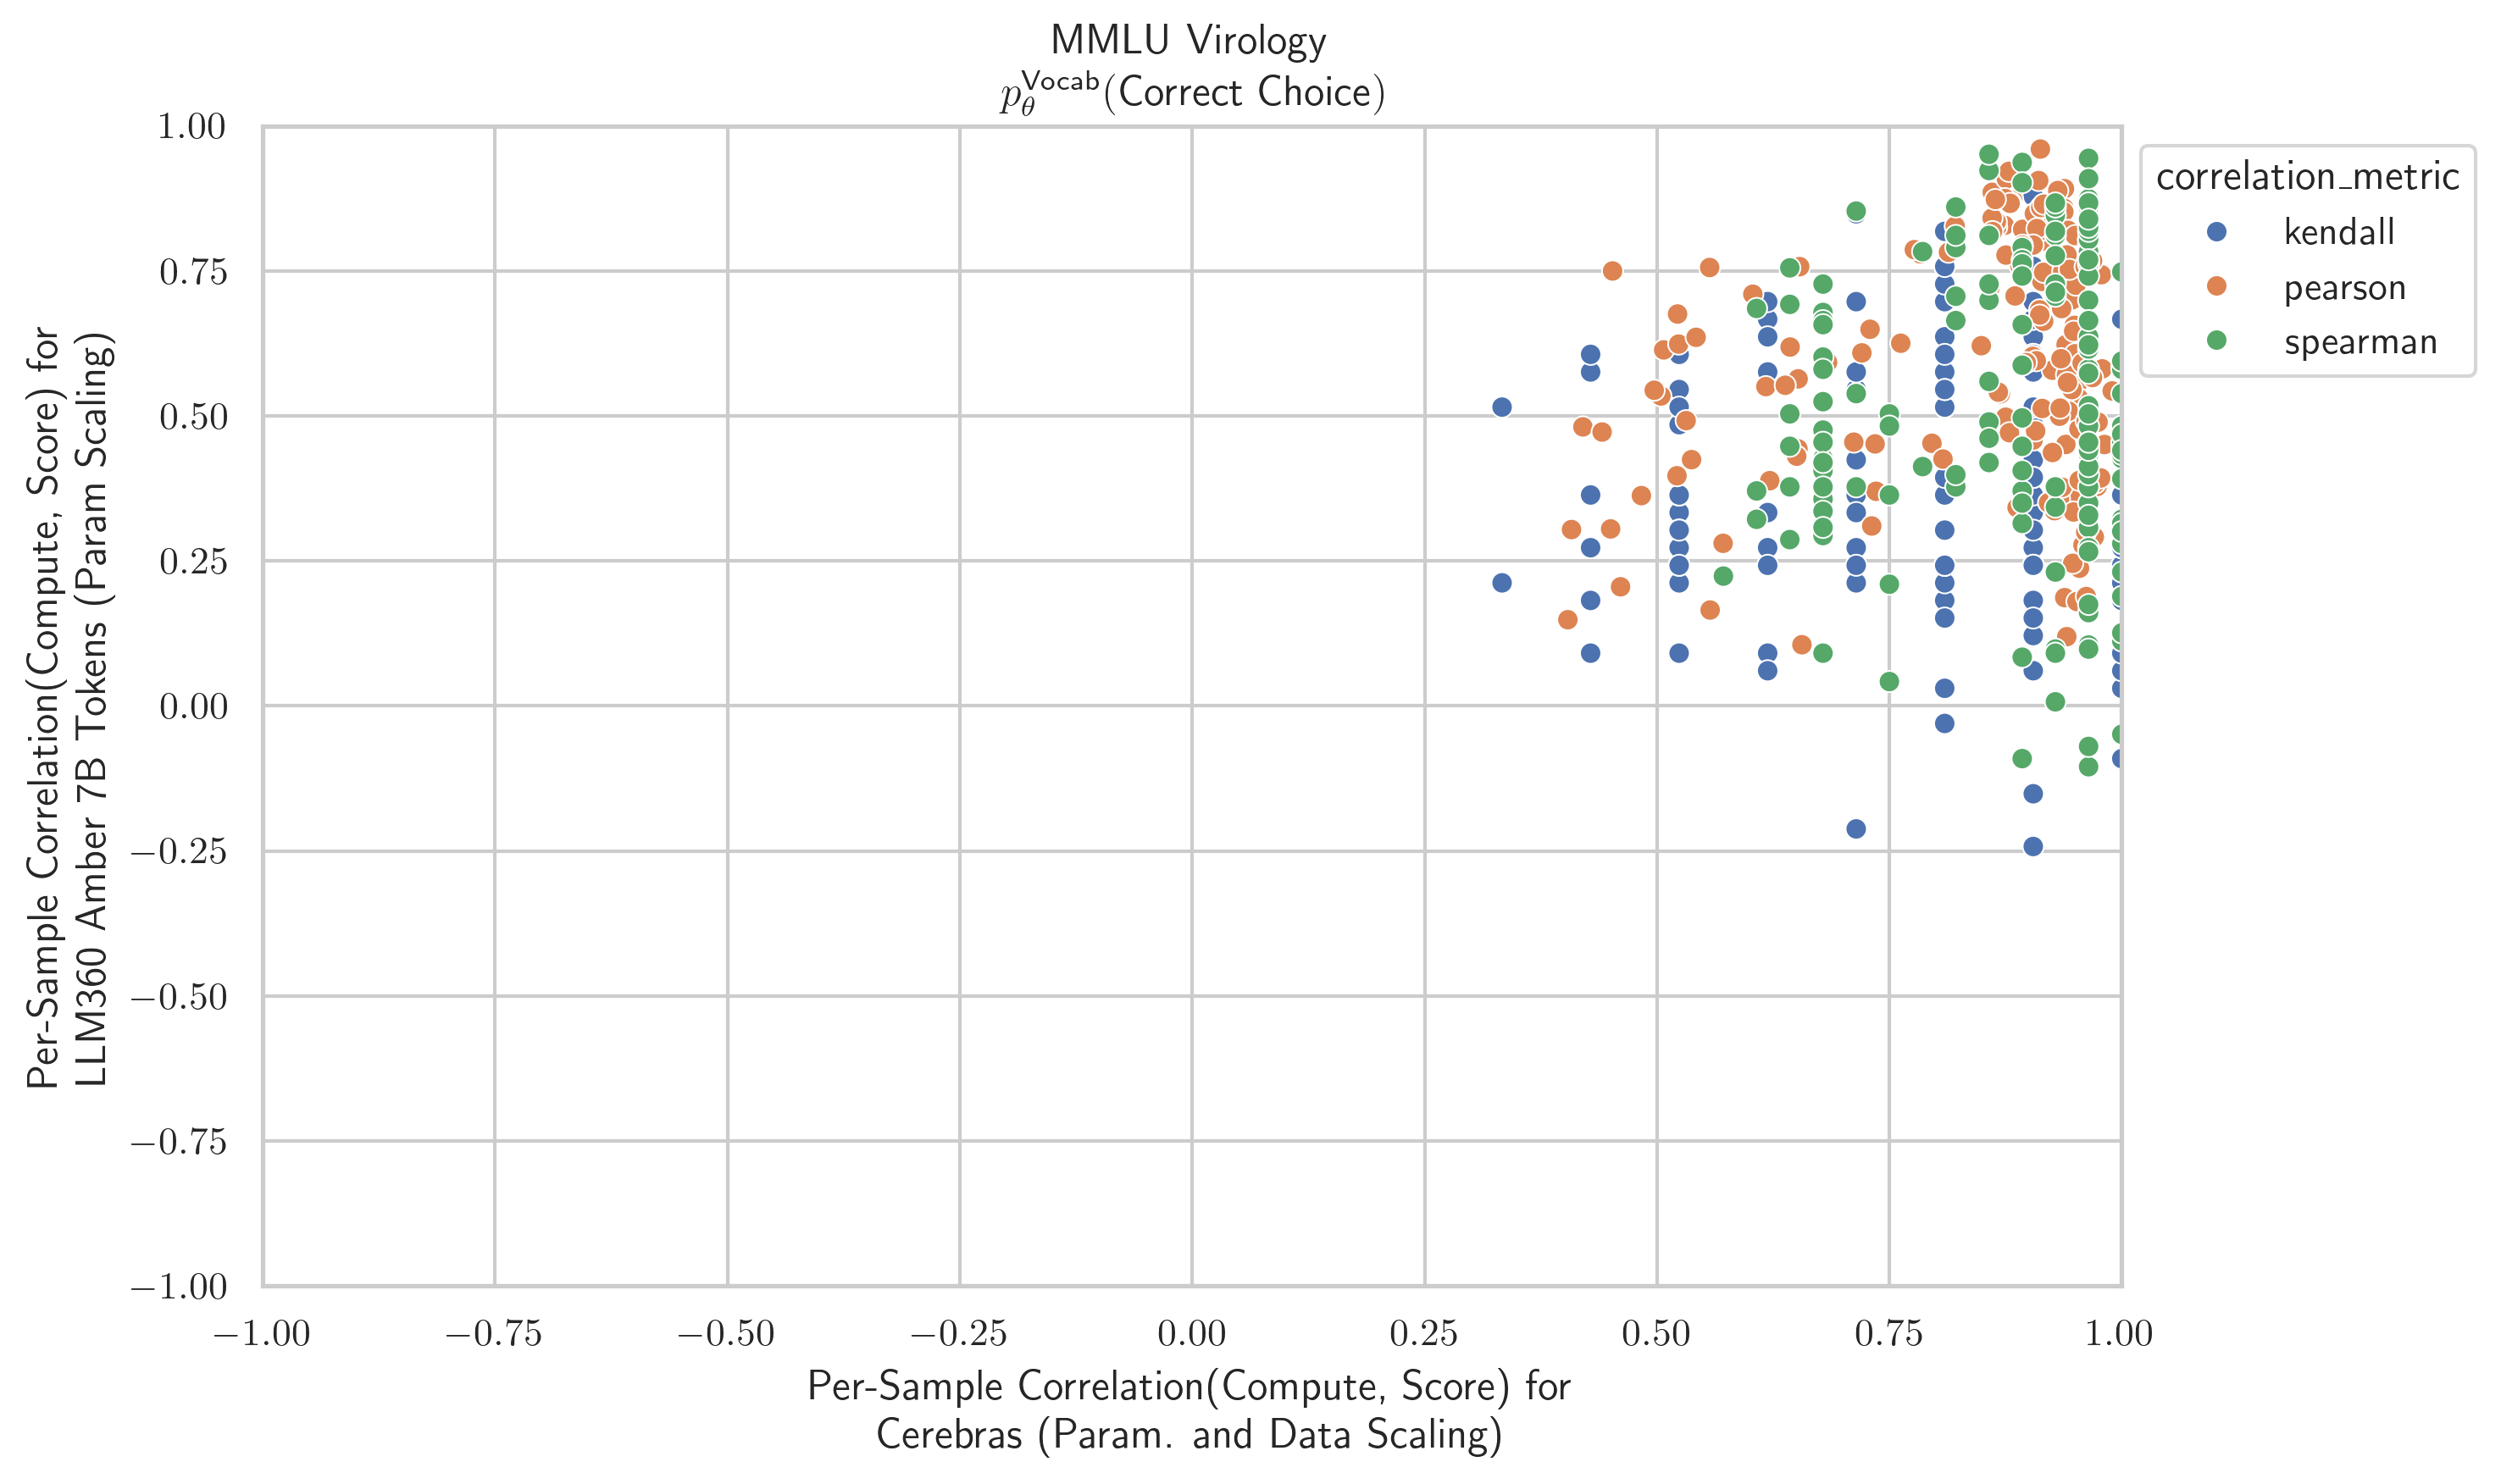 MMLU Virology
p_θ^Vocab(Correct Choice)
1.00
0.75
0.50
0.25
0.00
−0.25
−0.50
−0.75
−1.00
Per-Sample Correlation(Compute, Score) for
LLM360 Amber 7B Tokens (Param Scaling)
correlation_metric
kendall
pearson
spearman
−1.00 −0.75 −0.50 −0.25 0.00 0.25 0.50 0.75 1.00
Per-Sample Correlation(Compute, Score) for
Cerebras (Param. and Data Scaling)